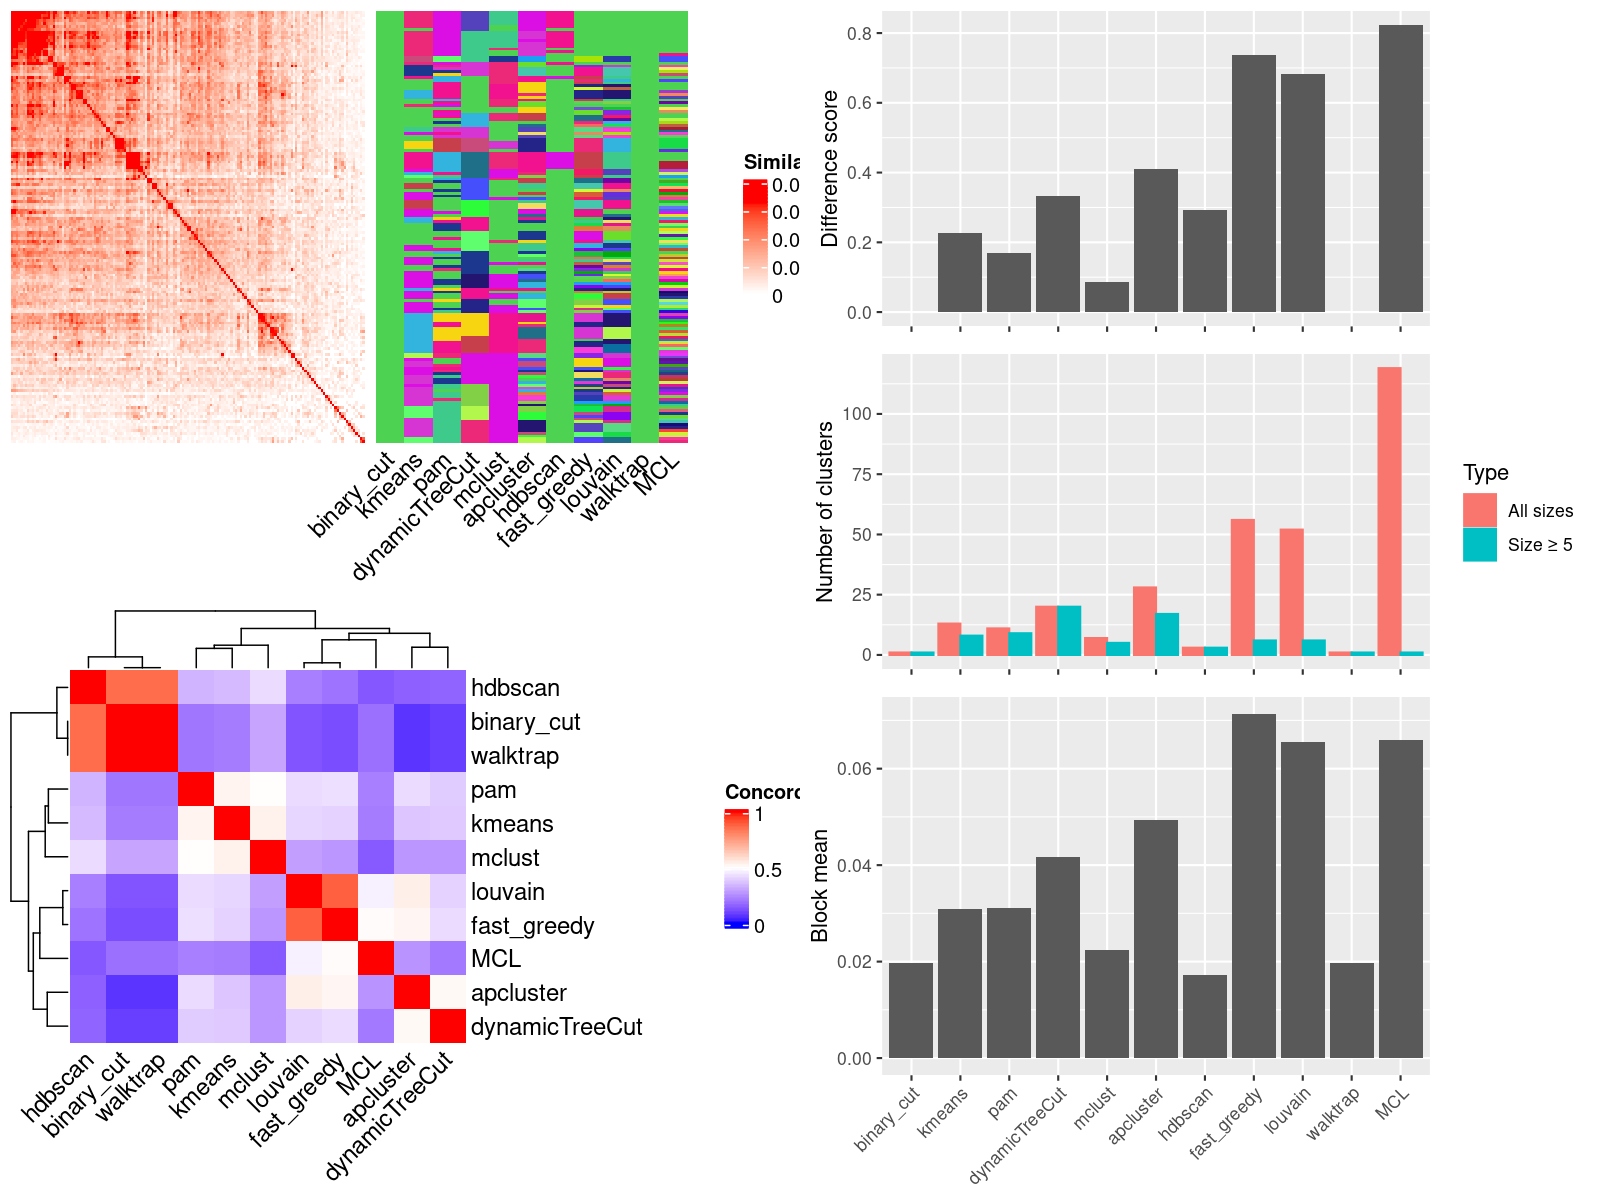 Simila
0.0
0.0
0.0
0.0
0
binary_cut
kmeans
pam
dynamicTreeCut
mclust
apcluster
hdbscan
fast_greedy
louvain
walktrap
MCL
hdbscan
binary_cut
walktrap
pam
kmeans
mclust
louvain
fast_greedy
MCL
apcluster
dynamicTreeCut
hdbscan
binary_cut
walktrap
pam
kmeans
mclust
louvain
fast_greedy
MCL
apcluster
dynamicTreeCut
Concord
1
0.5
0
Difference score
0.8
0.6
0.4
0.2
0.0
Number of clusters
100
75
50
25
0
Type
All sizes
Size ≥ 5
Block mean
0.06
0.04
0.02
0.00
binary_cut
kmeans
pam
dynamicTreeCut
mclust
apcluster
hdbscan
fast_greedy
louvain
walktrap
MCL